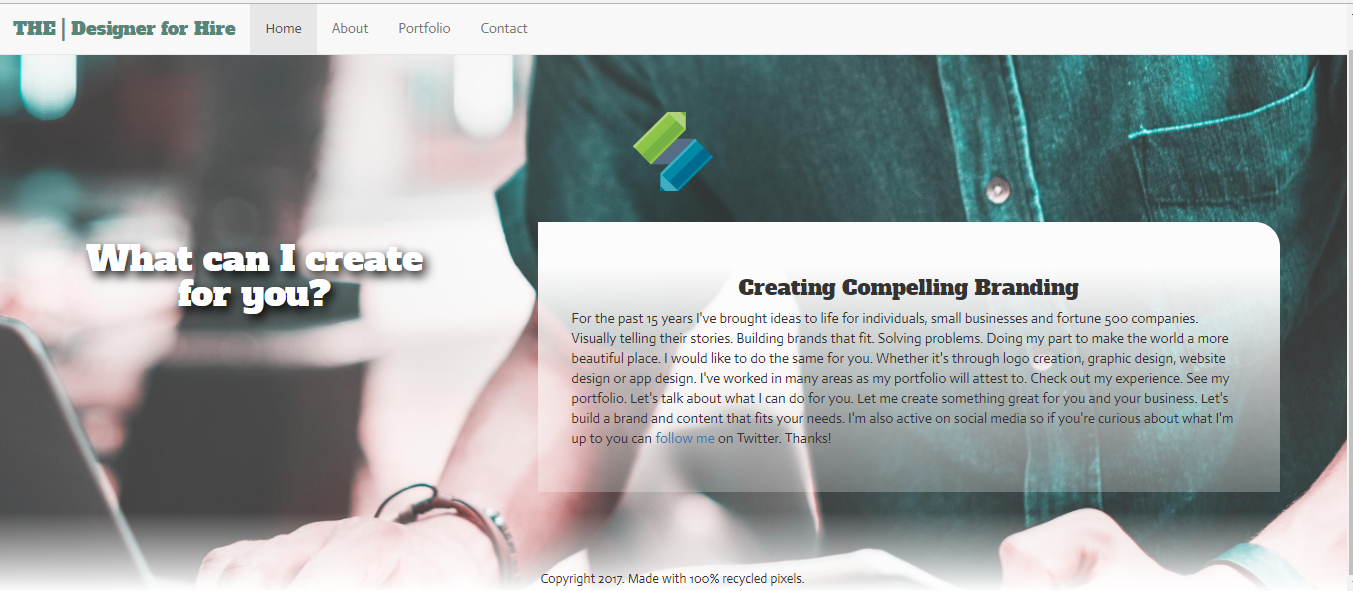 THE | Designer for Hire
Home
About
Portfolio
Contact
What can I create
for you?
Creating Compelling Branding
For the past 15 years I've brought ideas to life for individuals, small businesses and fortune 500 companies.
Visually telling their stories. Building brands that fit. Solving problems. Doing my part to make the world a more
beautiful place. I would like to do the same for you. Whether it's through logo creation, graphic design, website
design or app design. I've worked in many areas as my portfolio will attest to. Check out my experience. See my
portfolio. Let's talk about what I can do for you. Let me create something great for you and your business. Let's
build a brand and content that fits your needs. I'm also active on social media so if you're curious about what I'm
up to you can follow me on Twitter. Thanks!
Copyright 2017. Made with 100% recycled pixels.